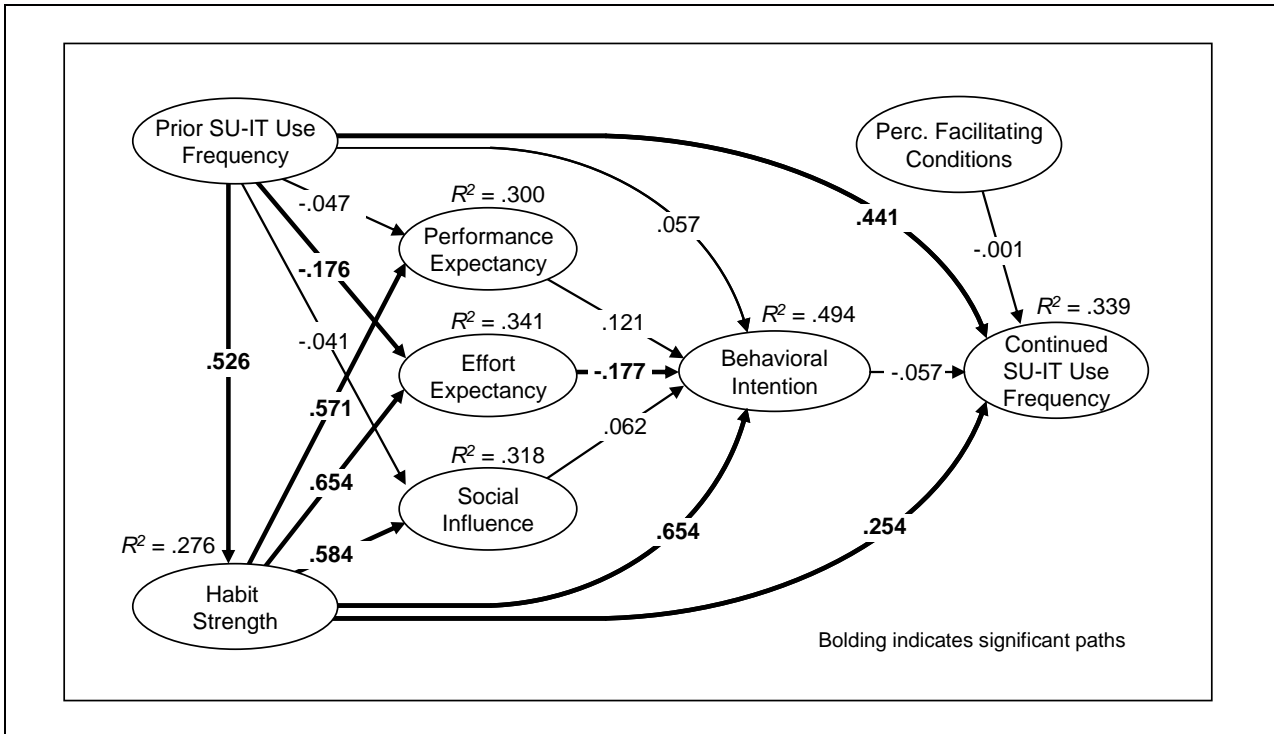 Prior SU-IT Use
Frequency
Perc. Facilitating
Conditions
-.047
R² = .300
.057
.441
Performance
Expectancy
-.001
-.176
.121
R² = .341
R² = .494
R² = .339
-.041
.526
Effort
Expectancy
-.177
Behavioral
Intention
-.057
Continued
SU-IT Use
Frequency
.571
.062
R² = .318
.654
Social
Influence
.654
.254
R² = .276
.584
Habit
Strength
Bolding indicates significant paths